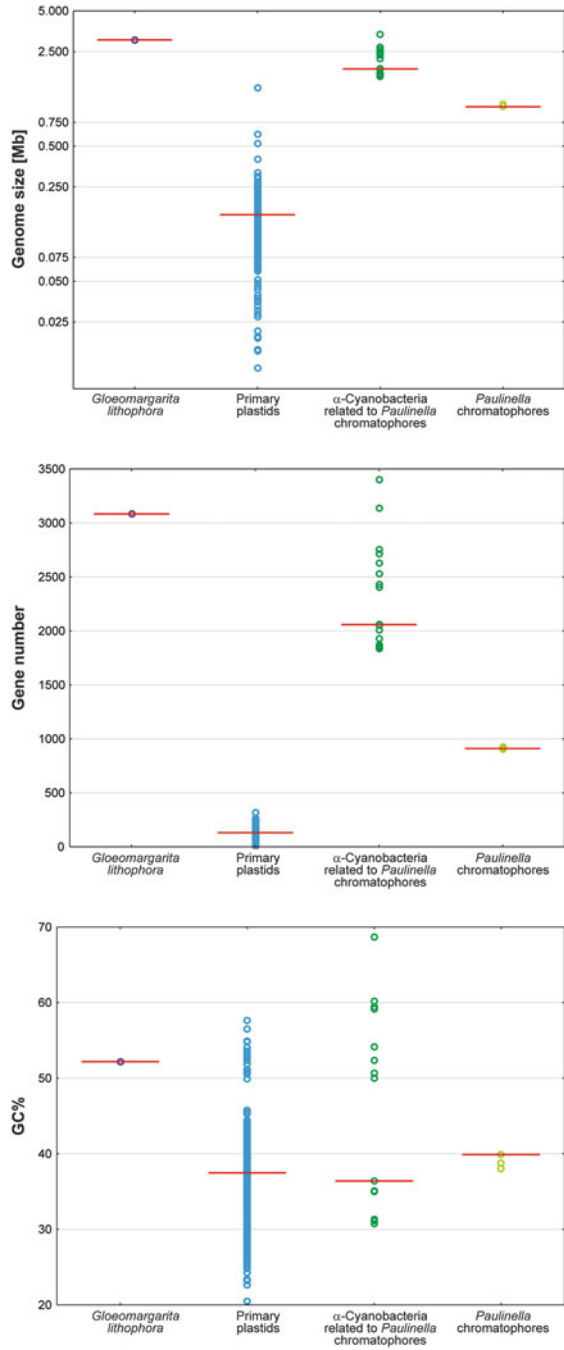 5.000
2.500
0.750
0.500
0.250
0.075
0.050
0.025
Genome size [Mb]
Gloeomargarita
lithophora
Primary
plastids
α-Cyanobacteria
related to Paulinella
chromatophores
Paulinella
chromatophores
3500
3000
2500
2000
1500
1000
500
0
Gene number
Gloeomargarita
lithophora
Primary
plastids
α-Cyanobacteria
related to Paulinella
chromatophores
Paulinella
chromatophores
70
60
50
40
30
20
GC%
Gloeomargarita
lithophora
Primary
plastids
α-Cyanobacteria
related to Paulinella
chromatophores
Paulinella
chromatophores